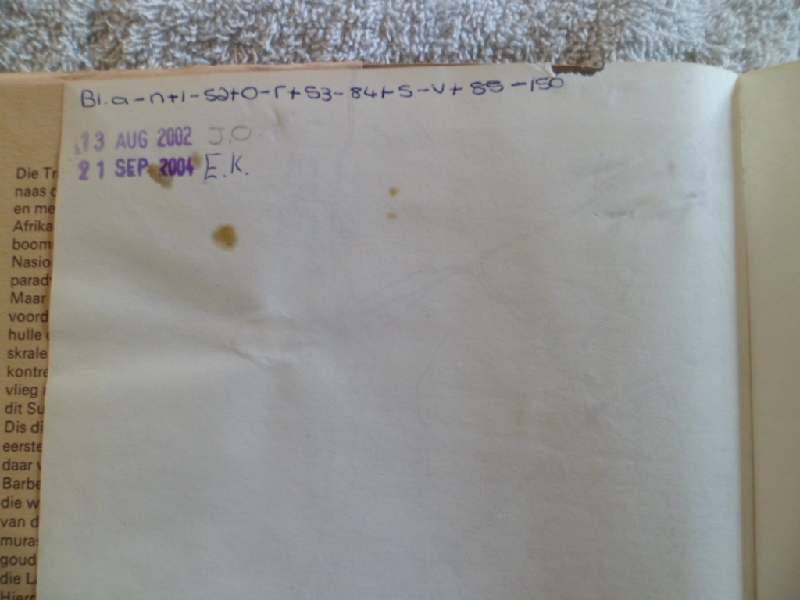 Bl. a-n+1-52+o-r+53-84+s-v+85-150
13 AUG 2002 J.O
21 SEP 2004 E.K.
Die
naas
en me
Afrika
boom
Nasio
parad
Maar
voord
hulle
skrale
kontre
vlieg
dit Su
Dis di
eerste
daar
Barbe
die w
van d
muras
goud
die